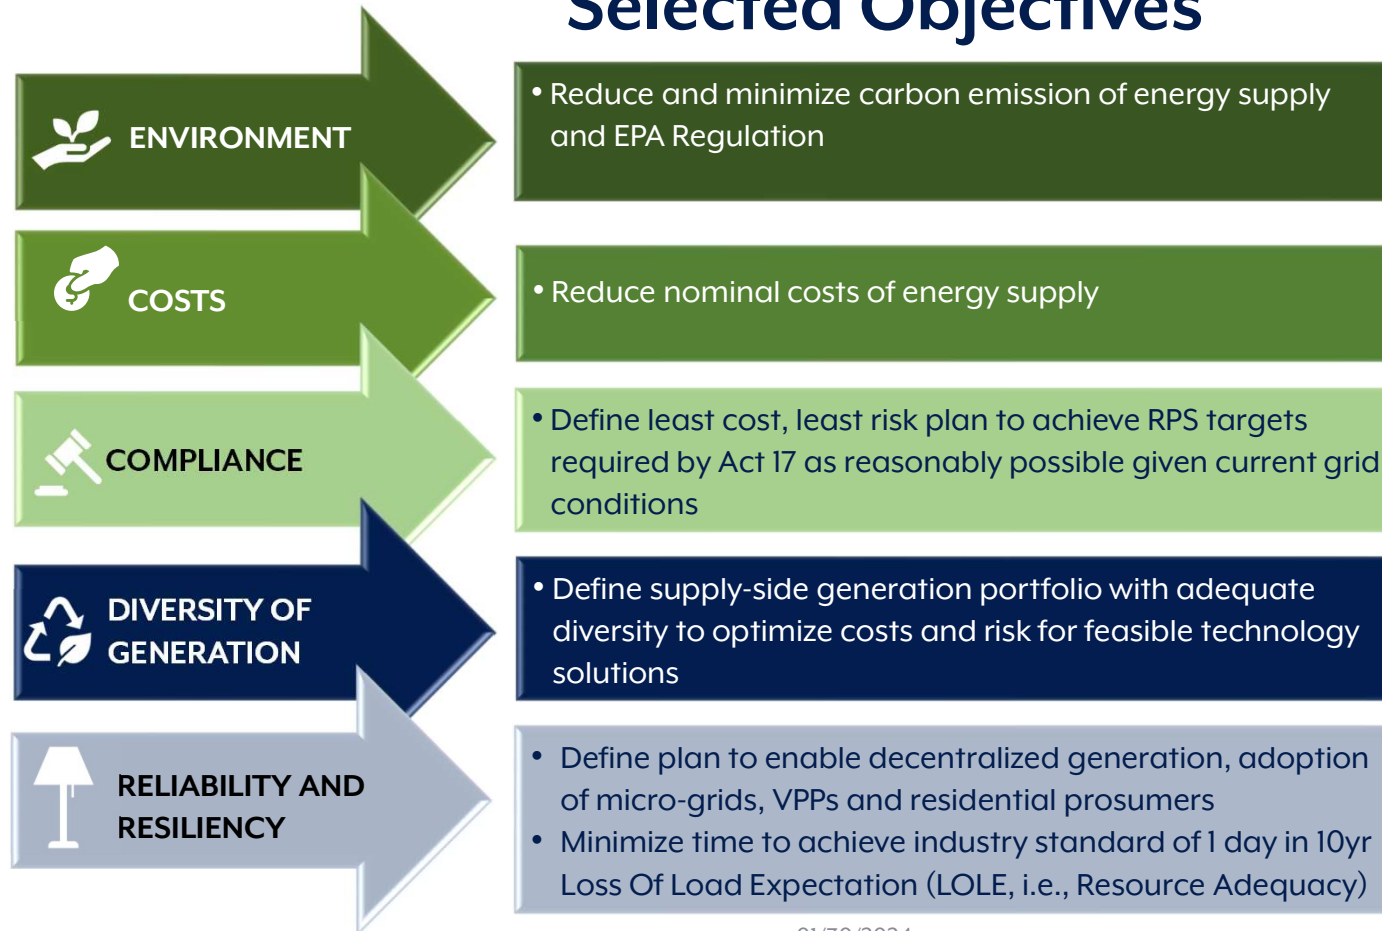 Selected Objectives
ENVIRONMENT
• Reduce and minimize carbon emission of energy supply
and EPA Regulation
COSTS
• Reduce nominal costs of energy supply
COMPLIANCE
• Define least cost, least risk plan to achieve RPS targets
required by Act 17 as reasonably possible given current grid
conditions
DIVERSITY OF
GENERATION
• Define supply-side generation portfolio with adequate
diversity to optimize costs and risk for feasible technology
solutions
RELIABILITY AND
RESILIENCY
• Define plan to enable decentralized generation, adoption
of micro-grids, VPPs and residential prosumers
• Minimize time to achieve industry standard of 1 day in 10yr
Loss Of Load Expectation (LOLE, i.e., Resource Adequacy)